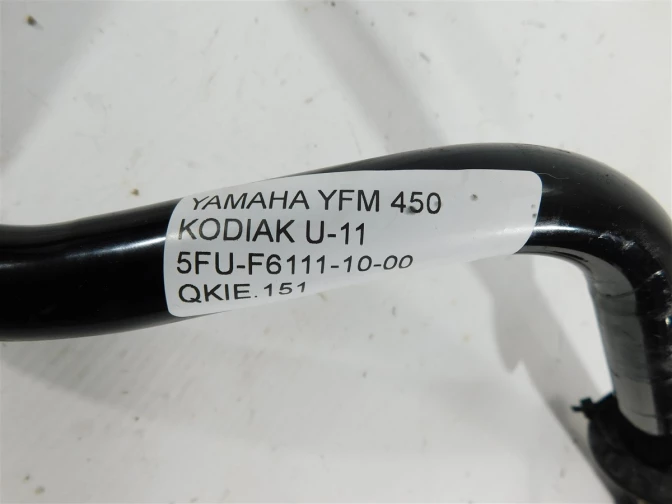 YAMAHA YFM 450
KODIAK U-11
5FU-F6111-10-00
QKIE.151